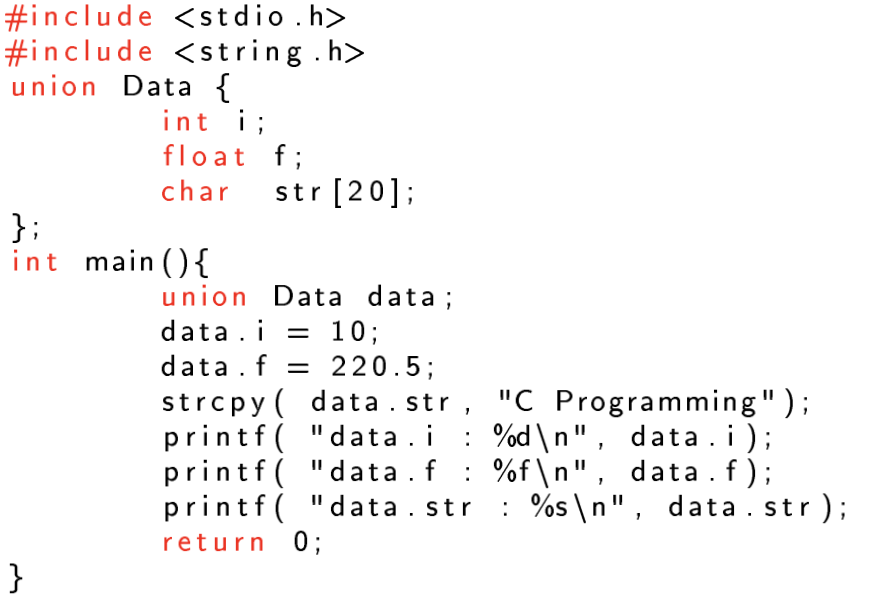 #include <stdio.h>
#include <string.h>
union Data {
int i;
float f;
char str[20];
};
int main(){
union Data data;
data.i = 10;
data.f = 220.5;
strcpy( data.str, "C Programming");
printf( "data.i : %d\n", data.i);
printf( "data.f : %f\n", data.f);
printf( "data.str : %s\n", data.str);
return 0;
}